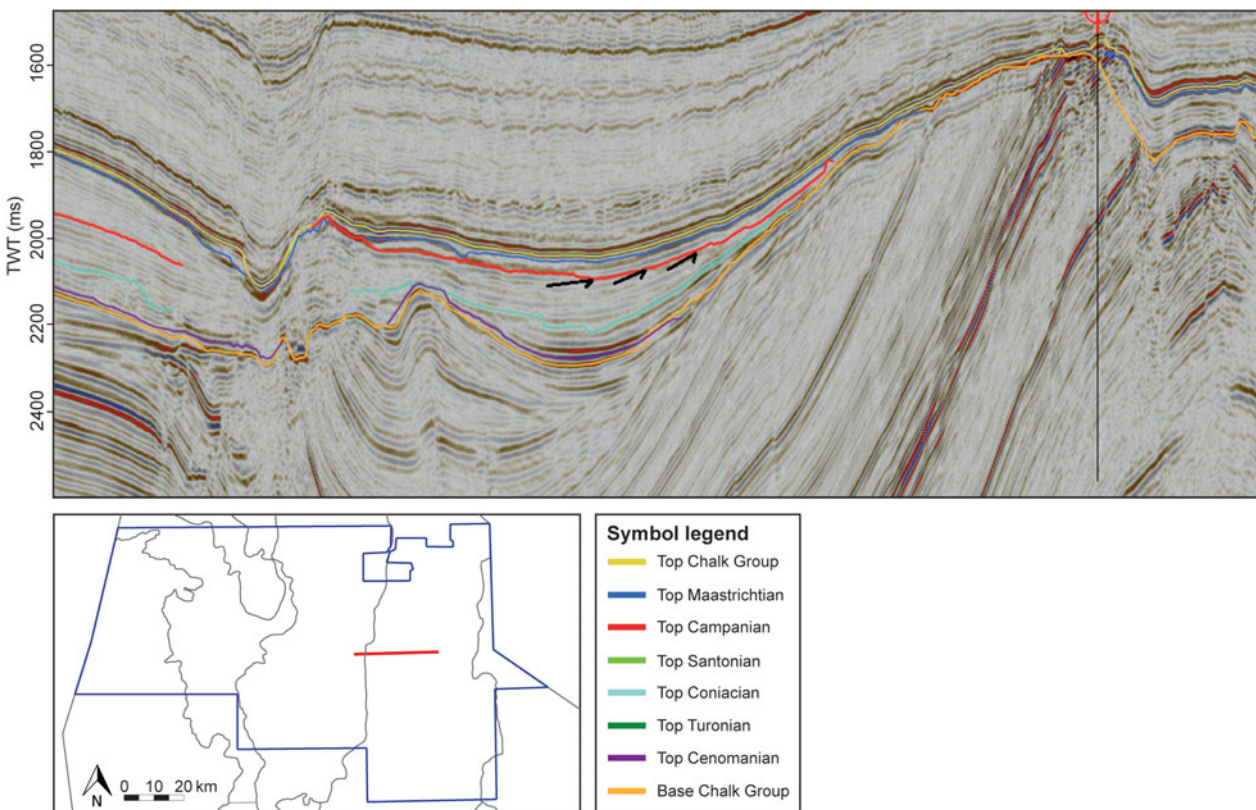 1600
1800
2000
2200
2400
TWT (ms)
N
0 10 20 km
Symbol legend
Top Chalk Group
Top Maastrichtian
Top Campanian
Top Santonian
Top Coniacian
Top Turonian
Top Cenomanian
Base Chalk Group